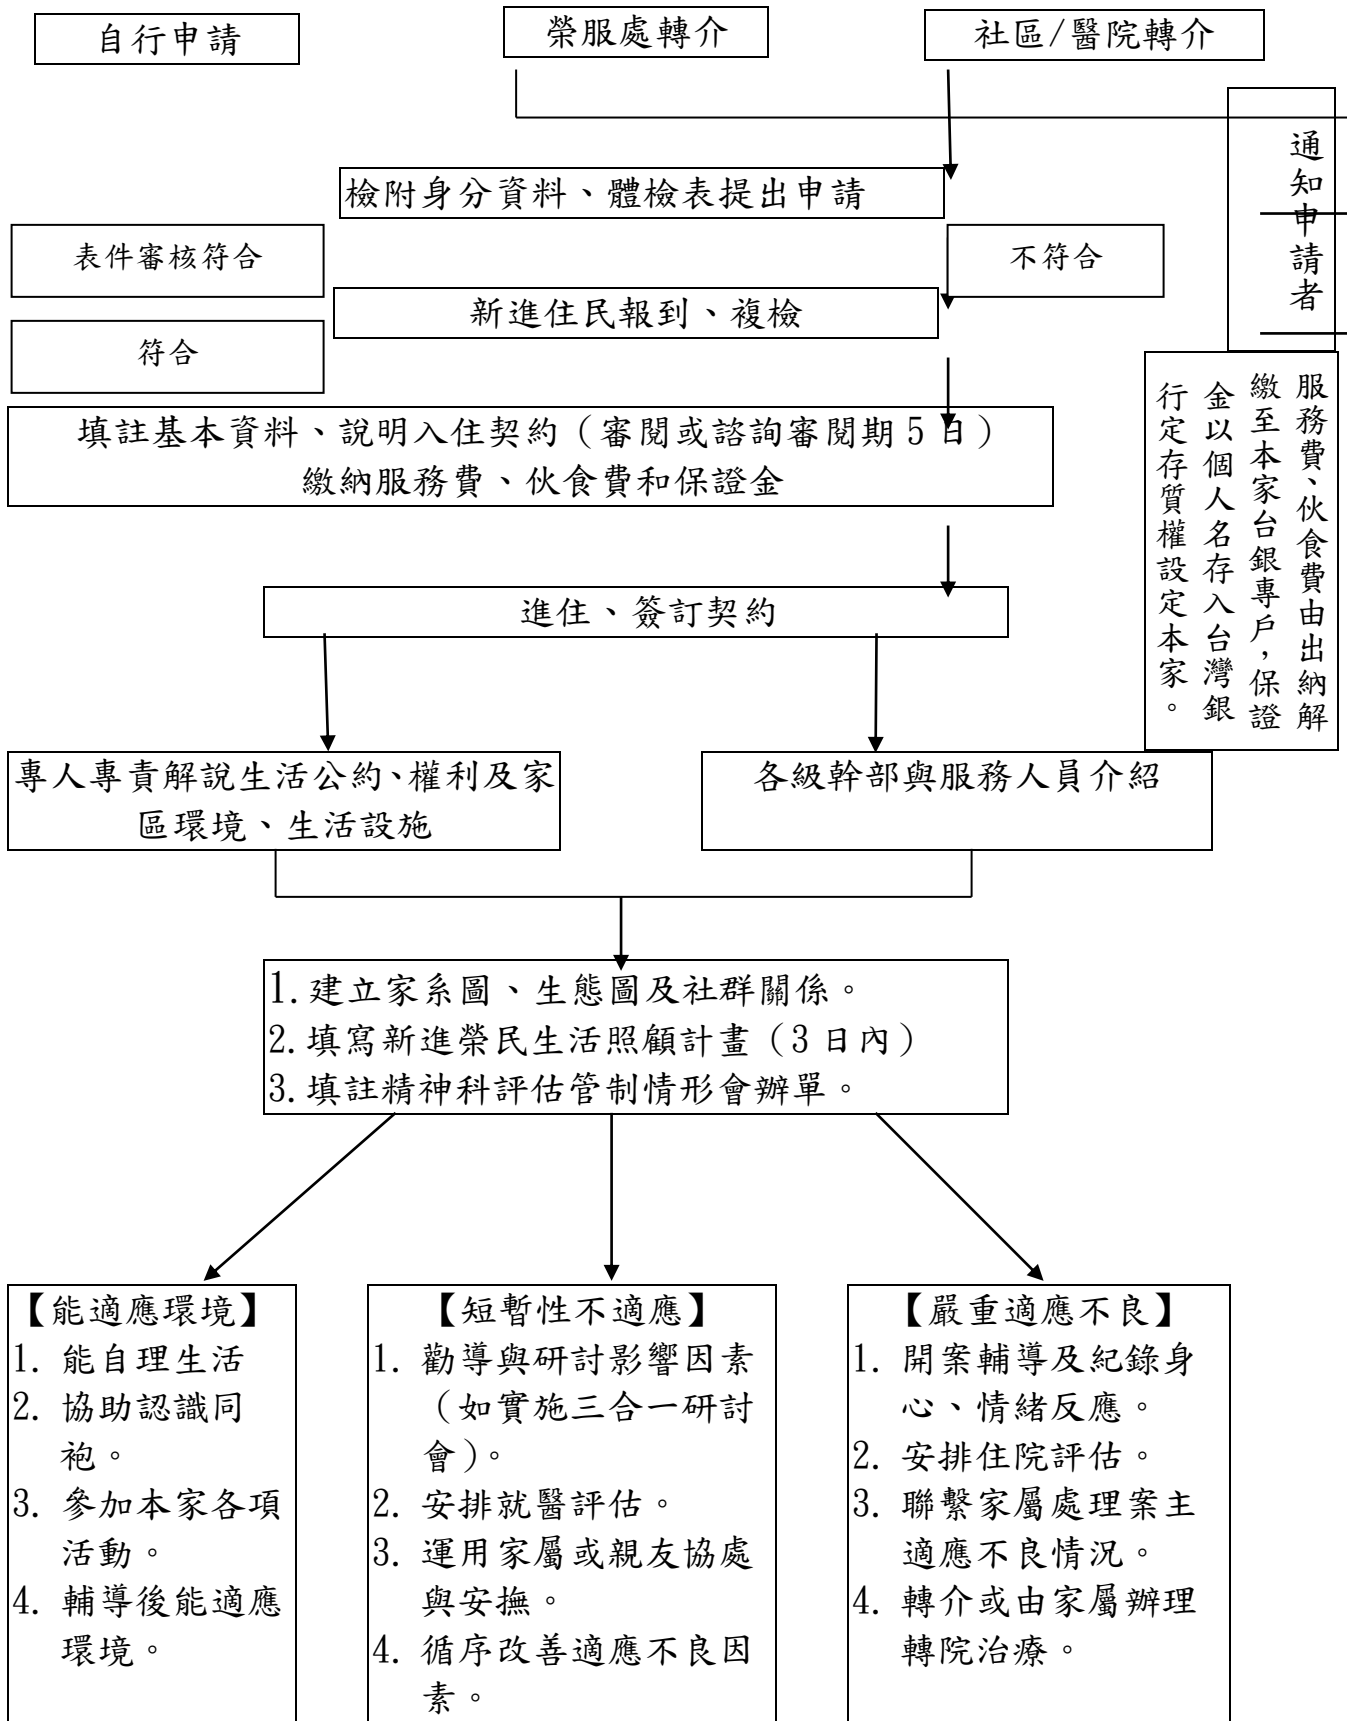 自行申請
榮服處轉介
社區/醫院轉介
通知申請者
檢附身分資料、體檢表提出申請
表件審核符合
不符合
新進住民報到、複檢
符合
服務費、伙食費由出納解
繳至本家台銀專戶,保證
金以個人名存入台灣銀
行定存質權設定本家。
填註基本資料、說明入住契約（審閱或諮詢審閱期5日）
繳納服務費、伙食費和保證金
進住、簽訂契約
專人專責解說生活公約、權利及家
區環境、生活設施
各級幹部與服務人員介紹
1.建立家系圖、生態圖及社群關係。
2.填寫新進榮民生活照顧計畫（3日內）
3.填註精神科評估管制情形會辦單。
【能適應環境】
1. 能自理生活
2. 協助認識同
袍。
3. 參加本家各項
活動。
4. 輔導後能適應
環境。
【短暫性不適應】
1. 勸導與研討影響因素
（如實施三合一研討
會）。
2. 安排就醫評估。
3. 運用家屬或親友協處
與安撫。
4. 循序改善適應不良因
素。
【嚴重適應不良】
1. 開案輔導及紀錄身
心、情緒反應。
2. 安排住院評估。
3. 聯繫家屬處理案主
適應不良情況。
4. 轉介或由家屬辦理
轉院治療。